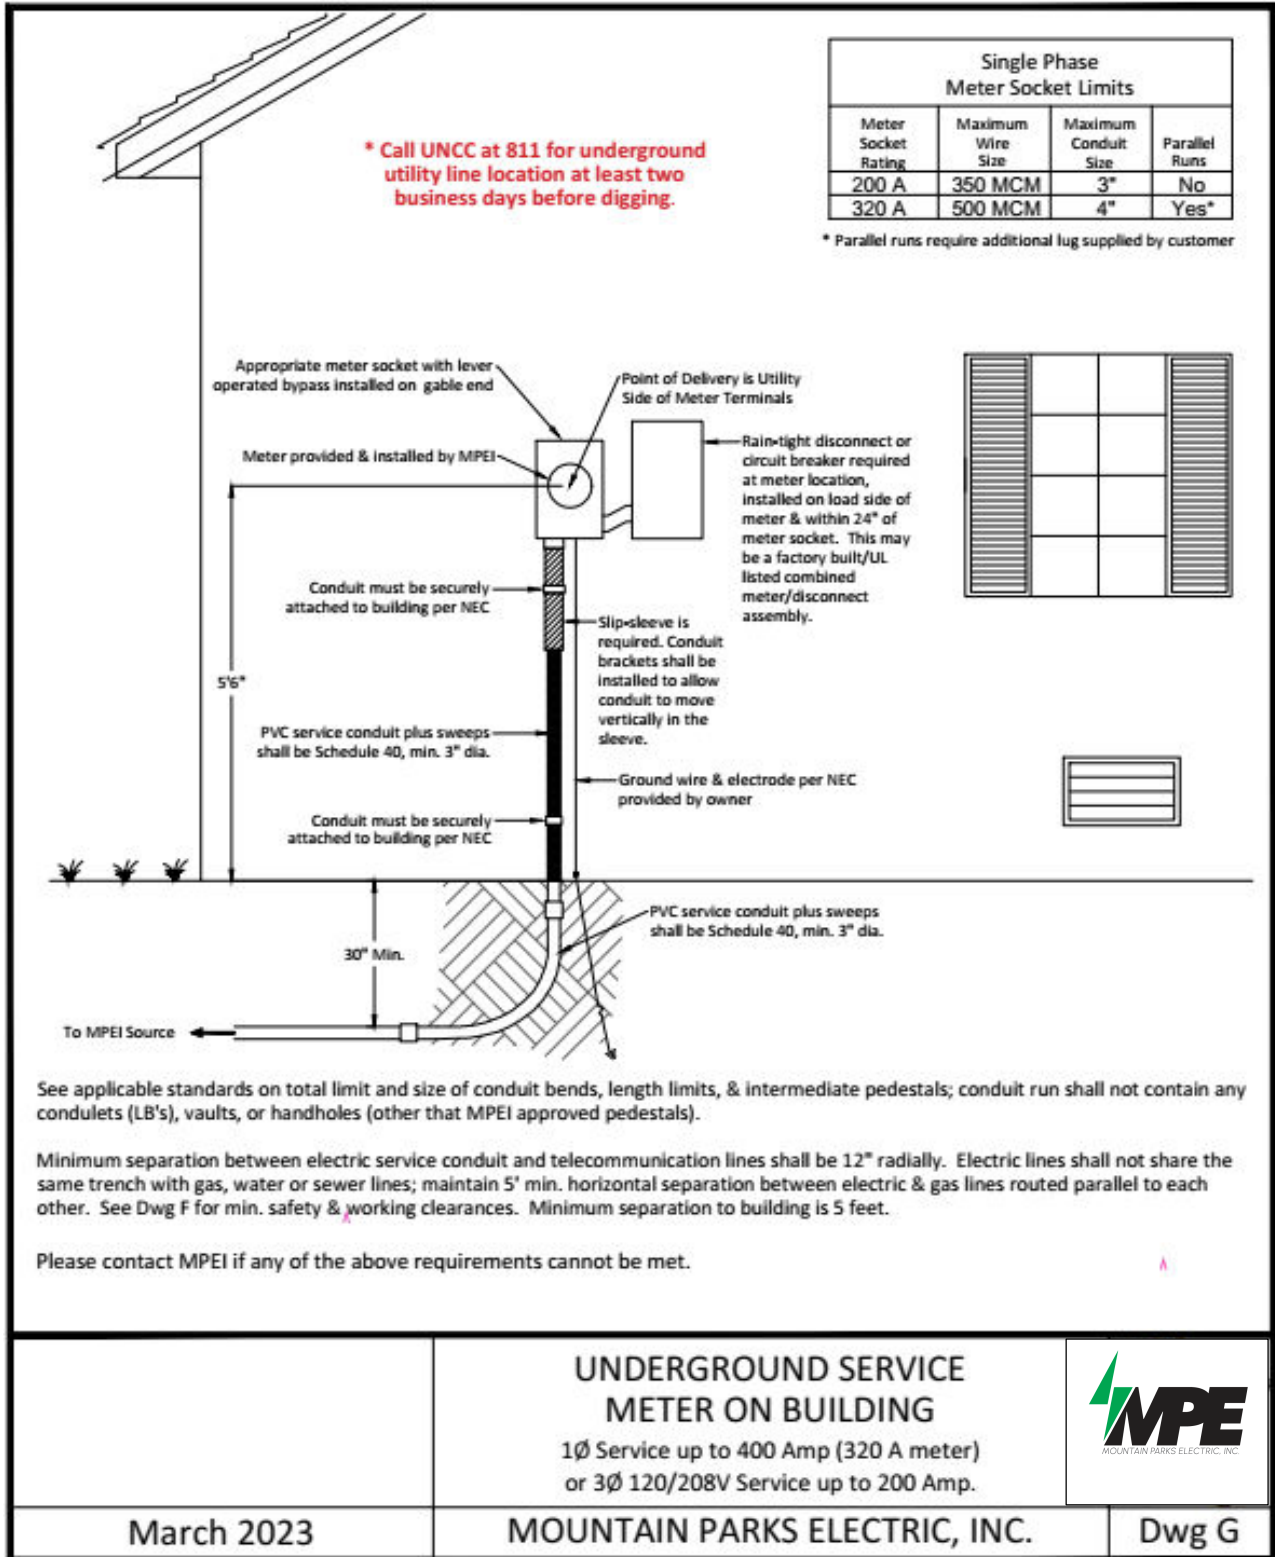 Single Phase
Meter Socket Limits
Meter Socket Rating | Maximum Wire Size | Maximum Conduit Size | Parallel Runs
200 A | 350 MCM | 3" | No
320 A | 500 MCM | 4" | Yes*
* Parallel runs require additional lug supplied by customer
* Call UNCC at 811 for underground
utility line location at least two
business days before digging.
Appropriate meter socket with lever
operated bypass installed on gable end
Point of Delivery is Utility
Side of Meter Terminals
Meter provided & installed by MPEI
Rain-tight disconnect or
circuit breaker required
at meter location,
installed on load side of
meter & within 24" of
meter socket. This may
be a factory built/UL
listed combined
meter/disconnect
assembly.
Conduit must be securely
attached to building per NEC
Slip-sleeve is
required. Conduit
brackets shall be
installed to allow
conduit to move
vertically in the
sleeve.
5'6"
PVC service conduit plus sweeps
shall be Schedule 40, min. 3" dia.
Ground wire & electrode per NEC
provided by owner
Conduit must be securely
attached to building per NEC
PVC service conduit plus sweeps
shall be Schedule 40, min. 3" dia.
30" Min.
To MPEI Source
See applicable standards on total limit and size of conduit bends, length limits, & intermediate pedestals; conduit run shall not contain any
condulets (LB's), vaults, or handholes (other that MPEI approved pedestals).
Minimum separation between electric service conduit and telecommunication lines shall be 12" radially. Electric lines shall not share the
same trench with gas, water or sewer lines; maintain 5' min. horizontal separation between electric & gas lines routed parallel to each
other. See Dwg F for min. safety & working clearances. Minimum separation to building is 5 feet.
Please contact MPEI if any of the above requirements cannot be met.
UNDERGROUND SERVICE
METER ON BUILDING
1Ø Service up to 400 Amp (320 A meter)
or 3Ø 120/208V Service up to 200 Amp.
MPE
MOUNTAIN PARKS ELECTRIC, INC.
March 2023
MOUNTAIN PARKS ELECTRIC, INC.
Dwg G